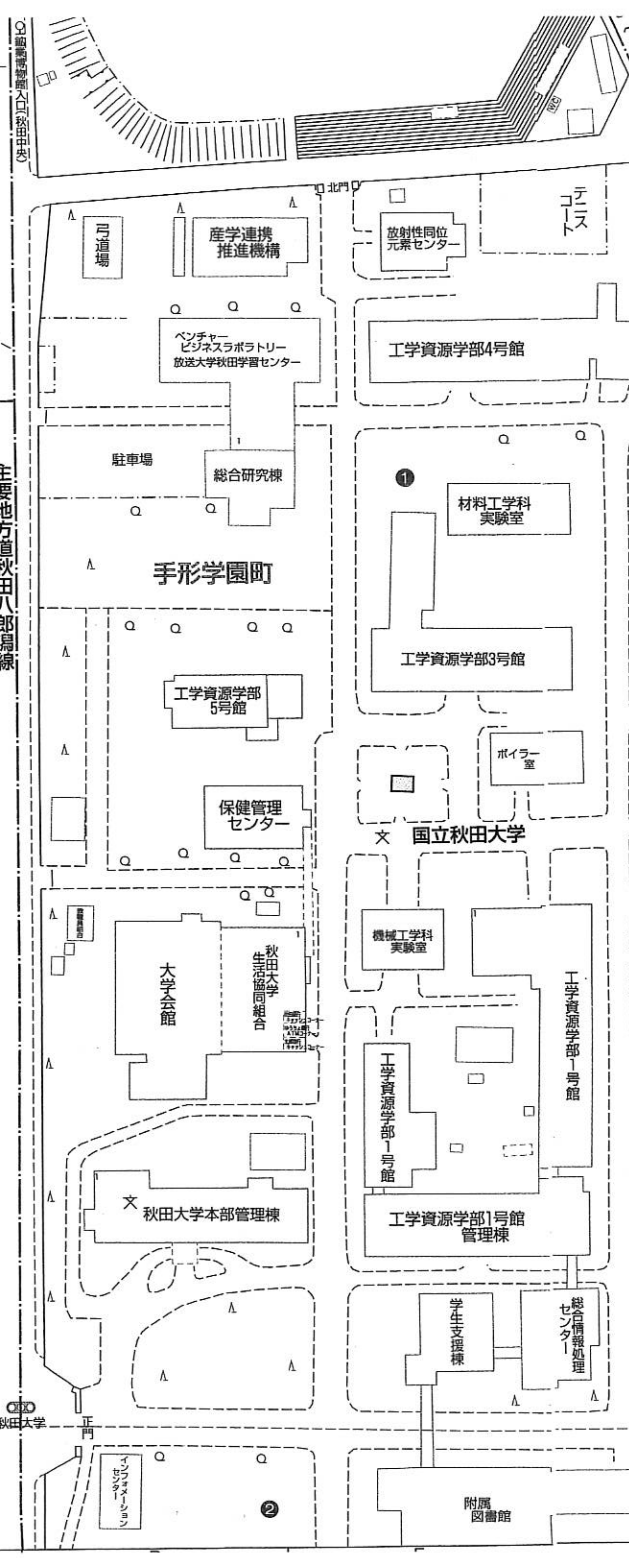 鉱業博物館入口(秋田中央)
WC
北門
テニス
コート
弓道場
産学連携
推進機構
放射性同位
元素センター
ベンチャー
ビジネスラボラトリー
放送大学秋田学習センター
工学資源学部4号館
主要地方道秋田八郎潟線
駐車場
1
総合研究棟
❶
材料工学科
実験室
手形学園町
工学資源学部3号館
工学資源学部
5号館
ボイラー
室
保健管理
センター
国立秋田大学
機械工学科
実験室
1
工学資源学部1号館
大学会館
1
秋田大学
生活協同組合
工学資源学部1号館
1
秋田大学本部管理棟
工学資源学部1号館
管理棟
学生支援棟
総合情報処理
センター
秋田大学
正門
インフォメーション
センター
❷
附属
図書館